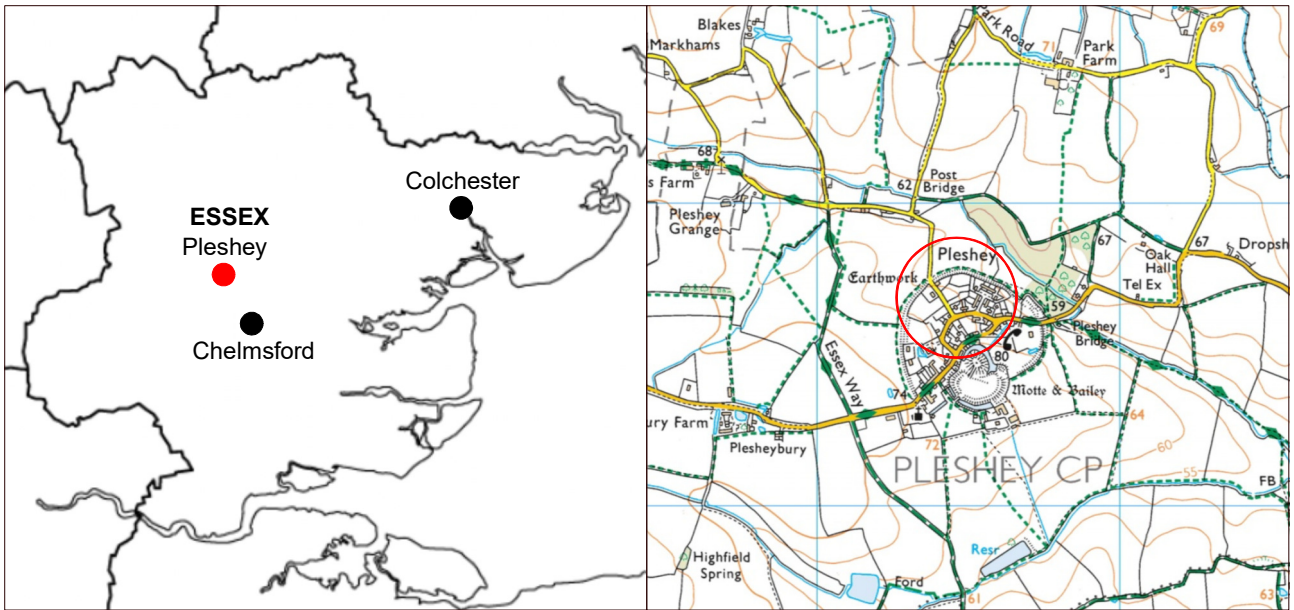 Colchester
ESSEX
Pleshey
Chelmsford
Blakes
Markhams
Park Road
71
Park
Farm
69
68
s Farm
Pleshey
Grange
62
Post
Bridge
67
67
Oak
Hall
Dropsh
Tel Ex
Pleshey
Earthwork
59
Pleshey
Bridge
80
Essex Way
74
Motte & Bailey
ury Farm
Plesheybury
72
64
60
PLESHEY CP
55
FB
Highfield
Spring
Resr
Ford
61
63